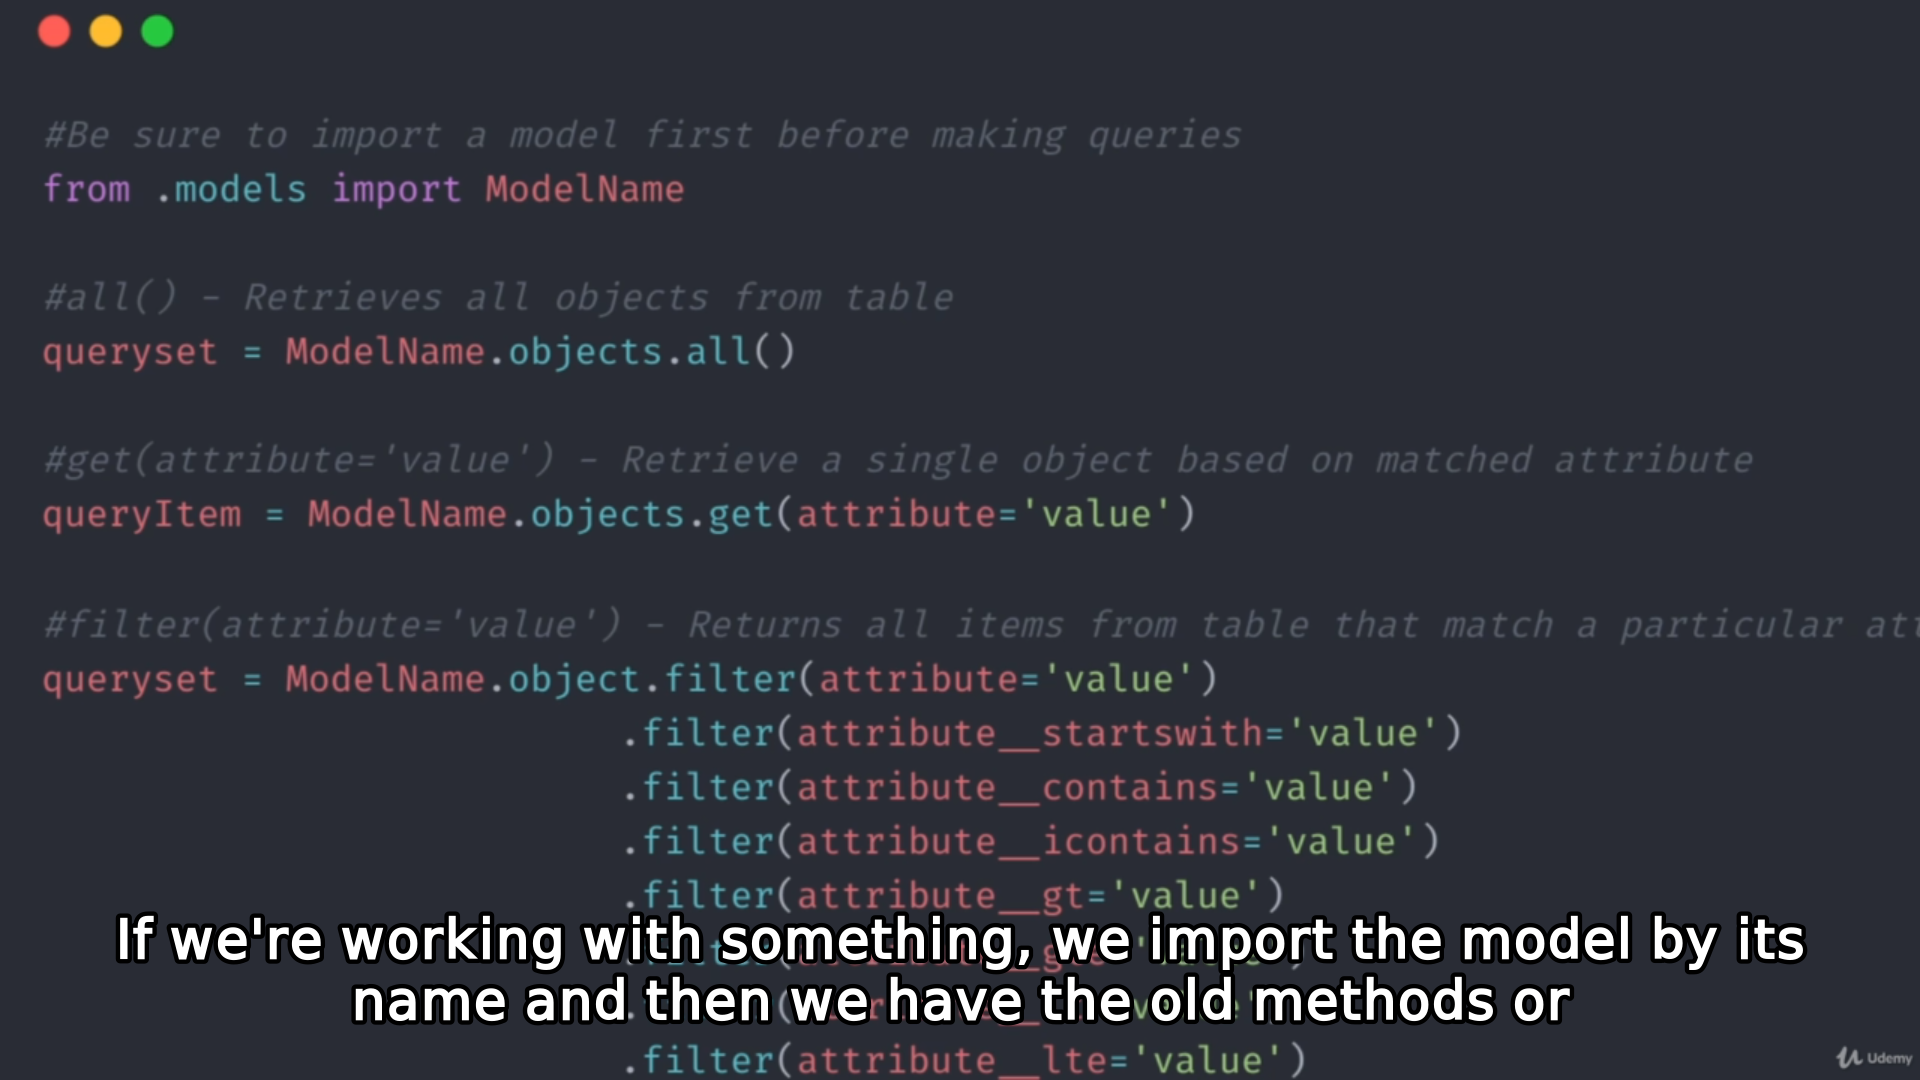 #Be sure to import a model first before making queries
from .models import ModelName
#all() – Retrieves all objects from table
queryset = ModelName.objects.all()
#get(attribute='value') – Retrieve a single object based on matched attribute
queryItem = ModelName.objects.get(attribute='value')
#filter(attribute='value') – Returns all items from table that match a particular att
queryset = ModelName.object.filter(attribute='value')
.filter(attribute__startswith='value')
.filter(attribute__contains='value')
.filter(attribute__icontains='value')
.filter(attribute__gt='value')
If we're working with something, we import the model by its
name and then we have the old methods or
.filter(attribute__lte='value')
Udemy